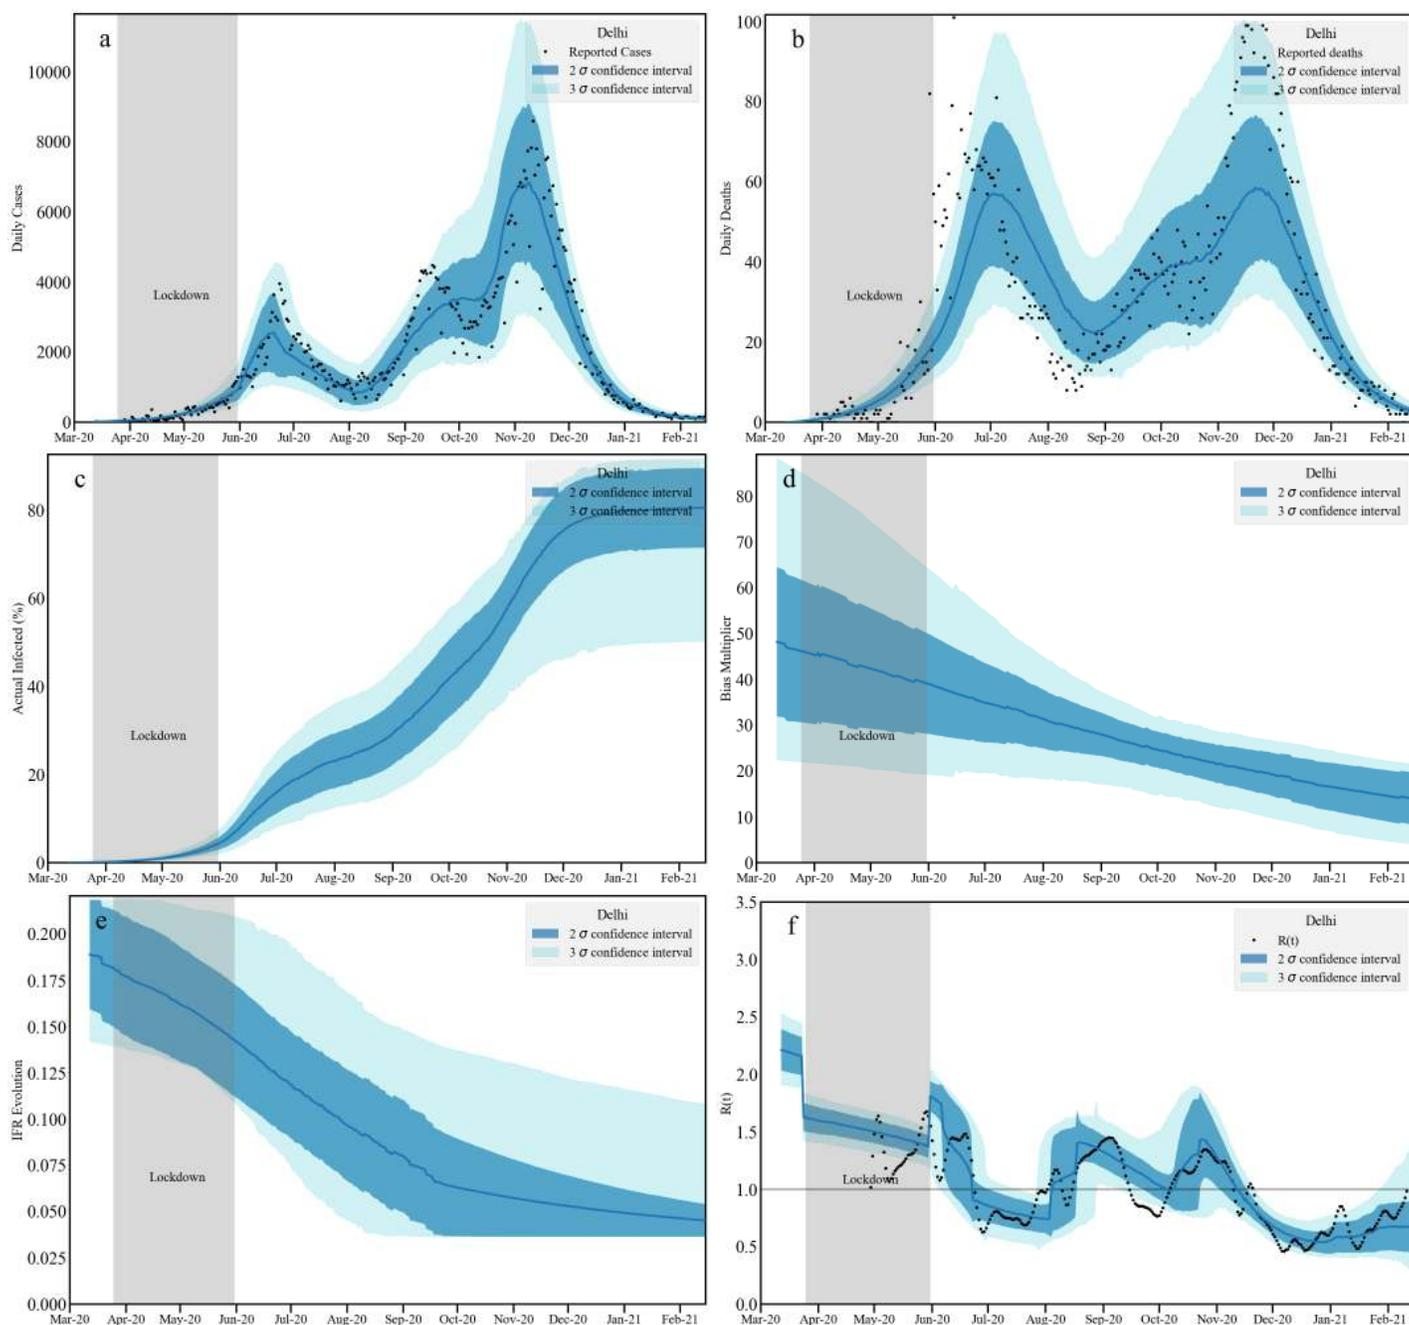 a
Delhi
Reported Cases
2 σ confidence interval
3 σ confidence interval
Lockdown
Daily Cases
10000
8000
6000
4000
2000
0
Mar-20 Apr-20 May-20 Jun-20 Jul-20 Aug-20 Sep-20 Oct-20 Nov-20 Dec-20 Jan-21 Feb-21
b
Delhi
Reported deaths
2 σ confidence interval
3 σ confidence interval
Lockdown
Daily Deaths
100
80
60
40
20
0
Mar-20 Apr-20 May-20 Jun-20 Jul-20 Aug-20 Sep-20 Oct-20 Nov-20 Dec-20 Jan-21 Feb-21
c
Delhi
2 σ confidence interval
3 σ confidence interval
Lockdown
Actual Infected (%)
80
60
40
20
0
Mar-20 Apr-20 May-20 Jun-20 Jul-20 Aug-20 Sep-20 Oct-20 Nov-20 Dec-20 Jan-21 Feb-21
d
Delhi
2 σ confidence interval
3 σ confidence interval
Lockdown
Bias Multiplier
80
70
60
50
40
30
20
10
0
Mar-20 Apr-20 May-20 Jun-20 Jul-20 Aug-20 Sep-20 Oct-20 Nov-20 Dec-20 Jan-21 Feb-21
e
Delhi
2 σ confidence interval
3 σ confidence interval
Lockdown
IFR Evolution
0.200
0.175
0.150
0.125
0.100
0.075
0.050
0.025
0.000
Mar-20 Apr-20 May-20 Jun-20 Jul-20 Aug-20 Sep-20 Oct-20 Nov-20 Dec-20 Jan-21 Feb-21
f
Delhi
R(t)
2 σ confidence interval
3 σ confidence interval
Lockdown
R(t)
3.5
3.0
2.5
2.0
1.5
1.0
0.5
0.0
Mar-20 Apr-20 May-20 Jun-20 Jul-20 Aug-20 Sep-20 Oct-20 Nov-20 Dec-20 Jan-21 Feb-21